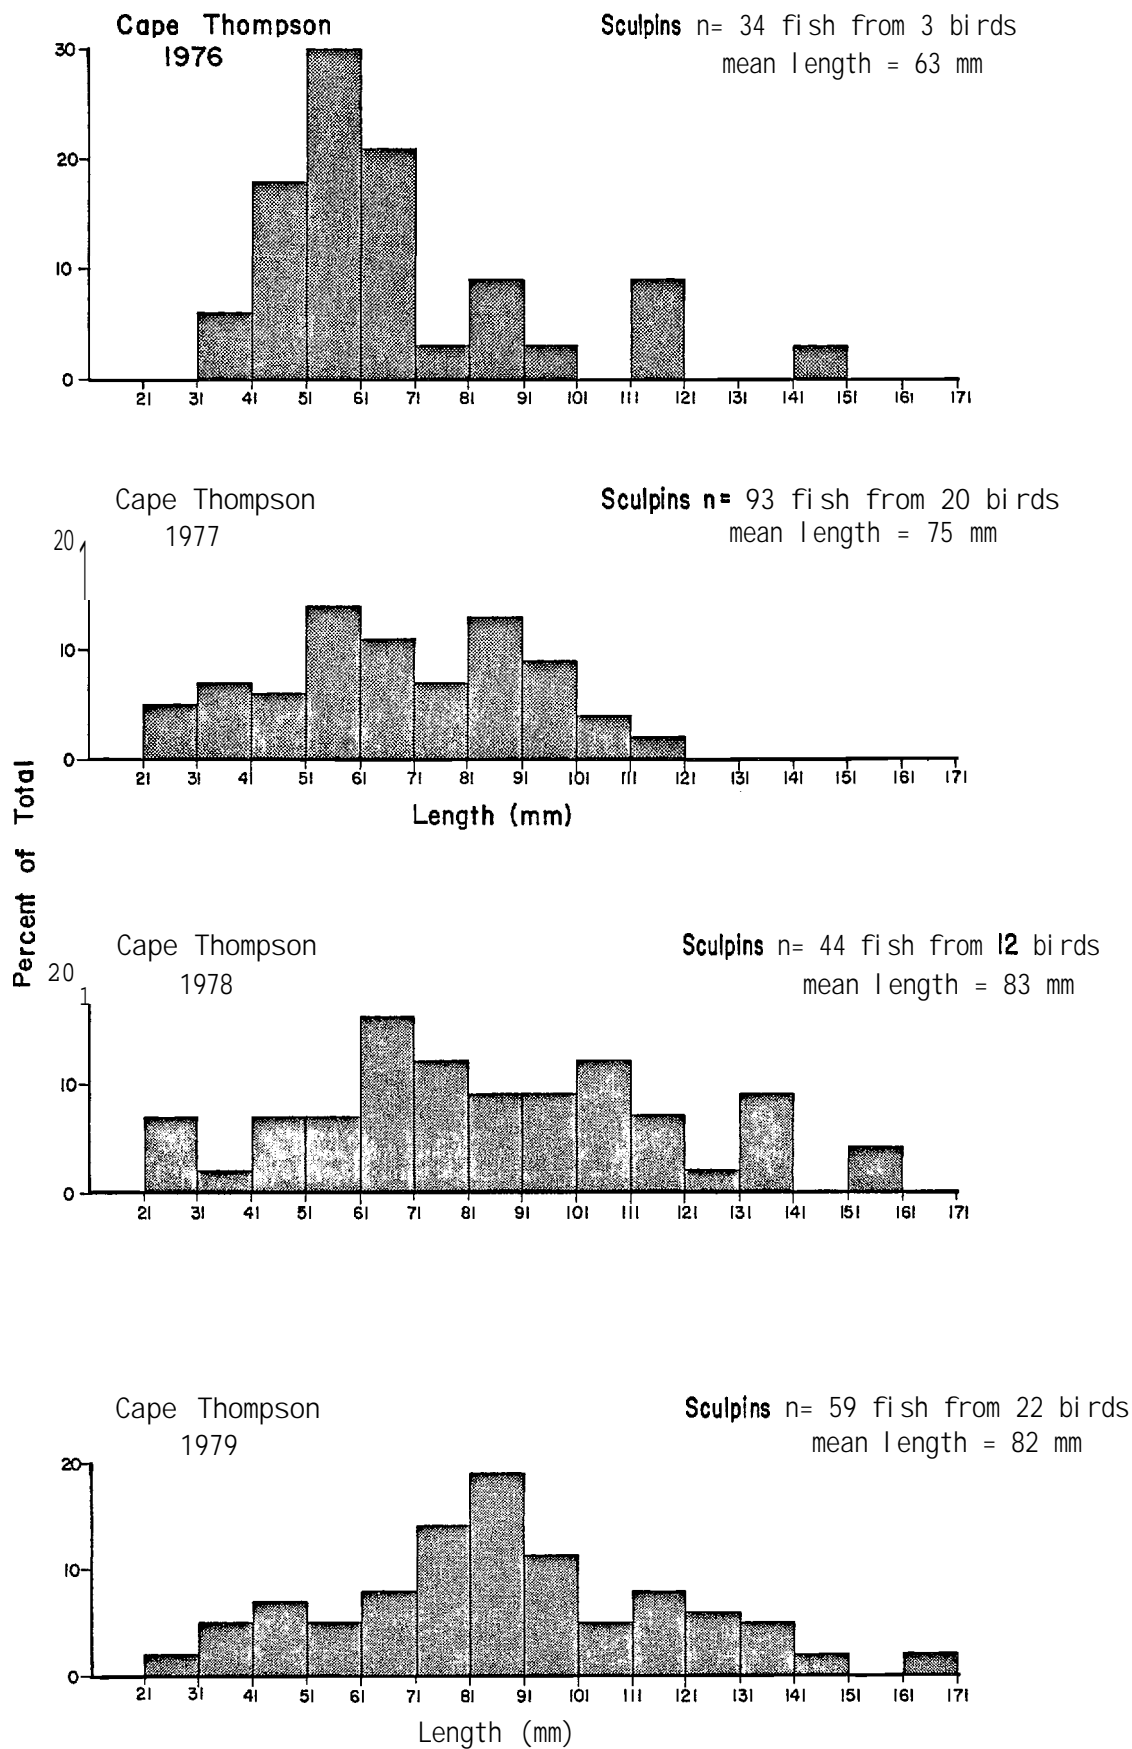 Cape Thompson
1976
Sculpins n= 34 fish from 3 birds
mean length = 63 mm
30
20
10
0
21 31 41 51 61 71 81 91 101 111 121 131 141 151 161 171
Cape Thompson
1977
Sculpins n= 93 fish from 20 birds
mean length = 75 mm
20
10
0
21 31 41 51 61 71 81 91 101 111 121 131 141 151 161 171
Length (mm)
Percent of Total
Cape Thompson
1978
Sculpins n= 44 fish from 12 birds
mean length = 83 mm
20
10
0
21 31 41 51 61 71 81 91 101 111 121 131 141 151 161 171
Cape Thompson
1979
Sculpins n= 59 fish from 22 birds
mean length = 82 mm
20
10
0
21 31 41 51 61 71 81 91 101 111 121 131 141 151 161 171
Length (mm)